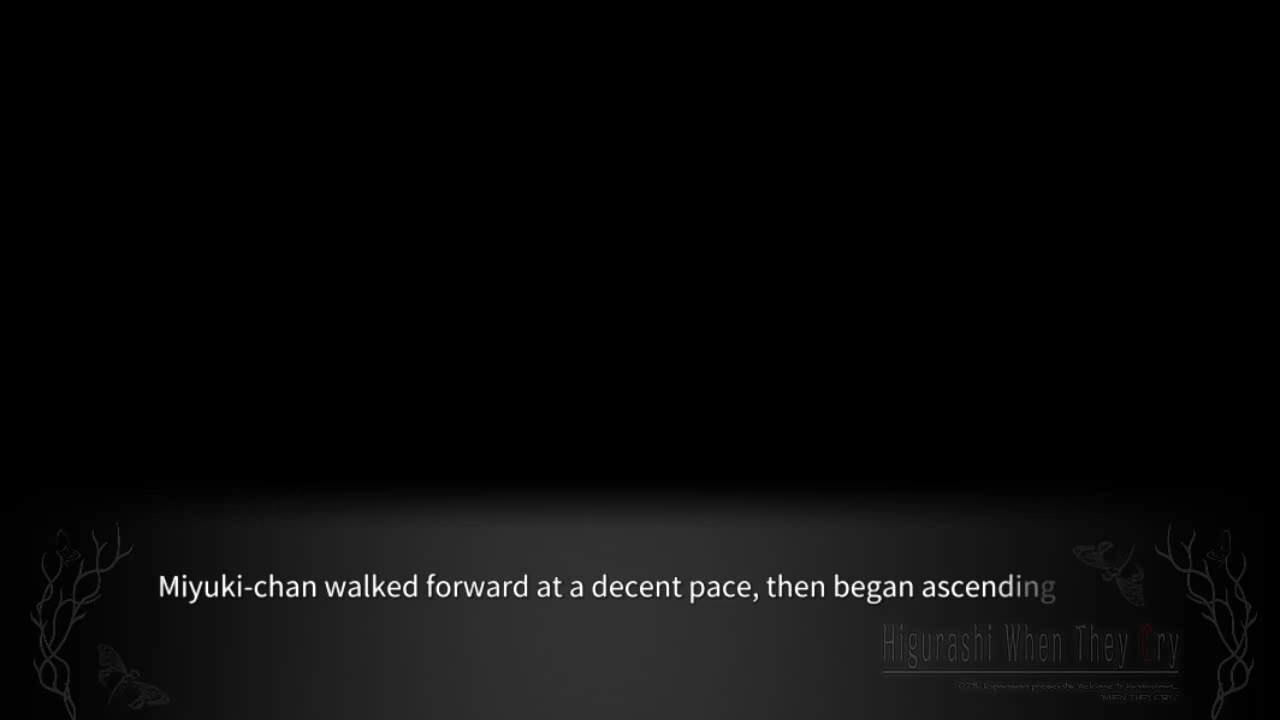 Miyuki-chan walked forward at a decent pace, then began ascending
Higurashi When They Cry